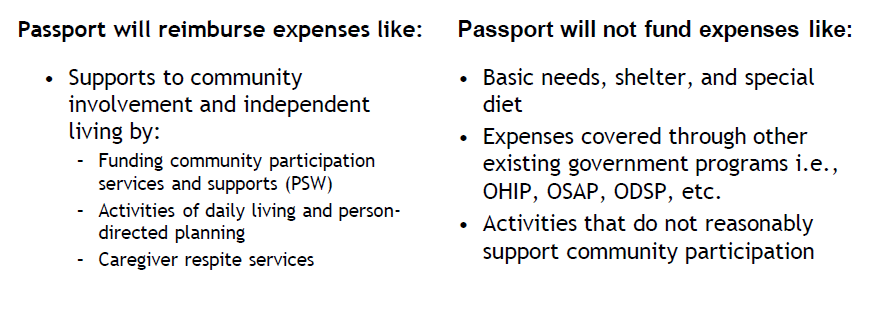 Passport will reimburse expenses like:
• Supports to community
involvement and independent
living by:
- Funding community participation
services and supports (PSW)
- Activities of daily living and person-
directed planning
- Caregiver respite services
Passport will not fund expenses like:
• Basic needs, shelter, and special
diet
• Expenses covered through other
existing government programs i.e.,
OHIP, OSAP, ODSP, etc.
• Activities that do not reasonably
support community participation